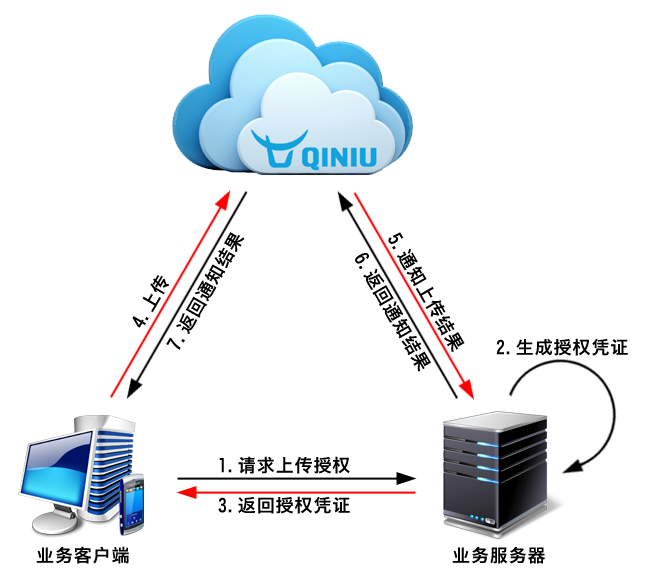 QINIU
4.上传
7.返回通知结果
5.通知上传结果
6.返回通知结果
2.生成授权凭证
1.请求上传授权
3.返回授权凭证
业务客户端
业务服务器